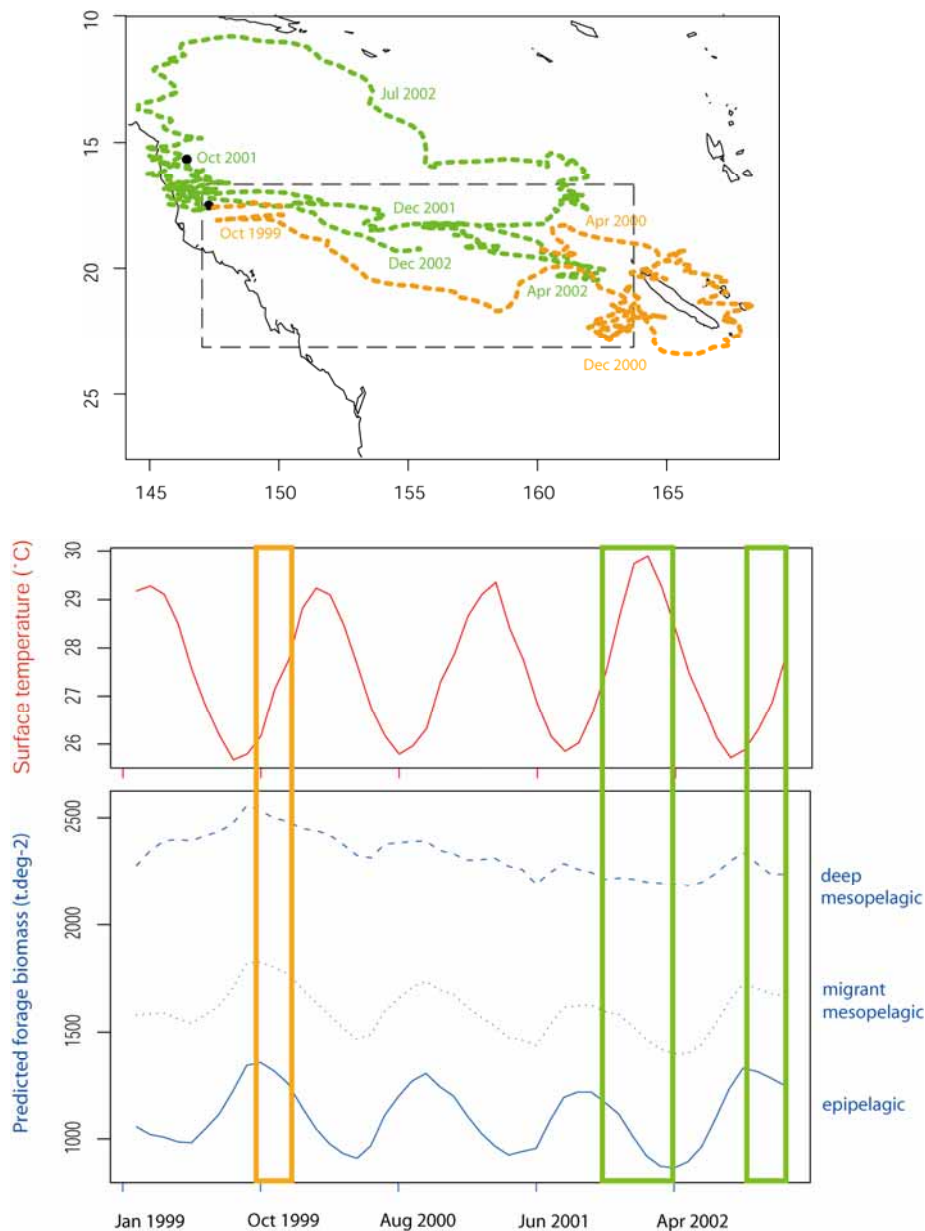 10
15
20
25
Jul 2002
Oct 2001
Dec 2001
Apr 2000
Oct 1999
Dec 2002
Apr 2002
Dec 2000
145
150
155
160
165
Surface temperature (˚C)
30
29
28
27
26
Predicted forage biomass (t.deg-2)
2500
2000
1500
1000
deep
mesopelagic
migrant
mesopelagic
epipelagic
Jan 1999
Oct 1999
Aug 2000
Jun 2001
Apr 2002